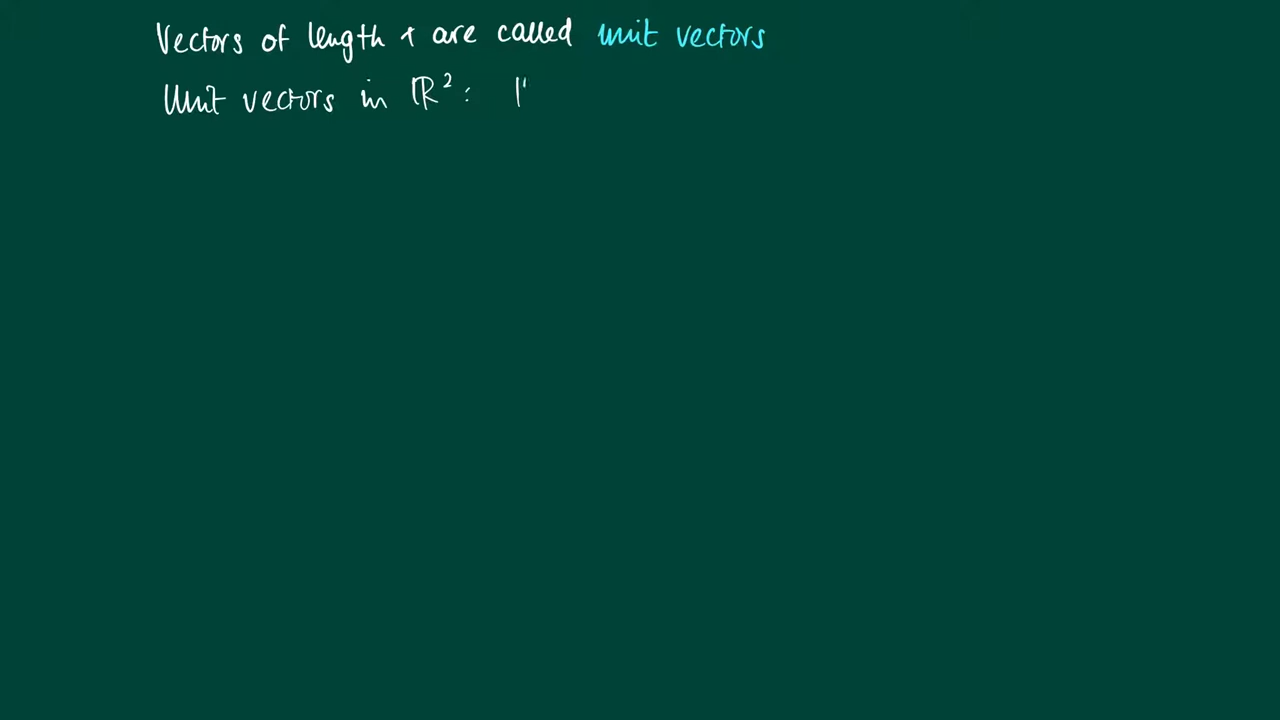 Vectors of length 1 are called unit vectors
Unit vectors in ℝ²: